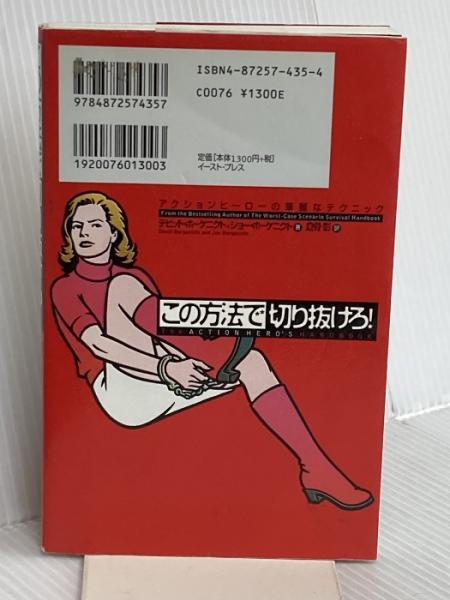 ISBN4-87257-435-4
C0076 ¥1300E
9784872574357
1920076013003
定価[本体1300円+税]
イースト・プレス
アクションヒーローの華麗なテクニック
From the Bestselling Author of The Worst-Case Scenario Survival Handbook
デビッド・ボーゲニクト&ジョー・ボーゲニクト 著
David Borgenicht and Joe Borgenicht
この方法で切り抜けろ!
THE ACTION HERO'S HANDBOOK